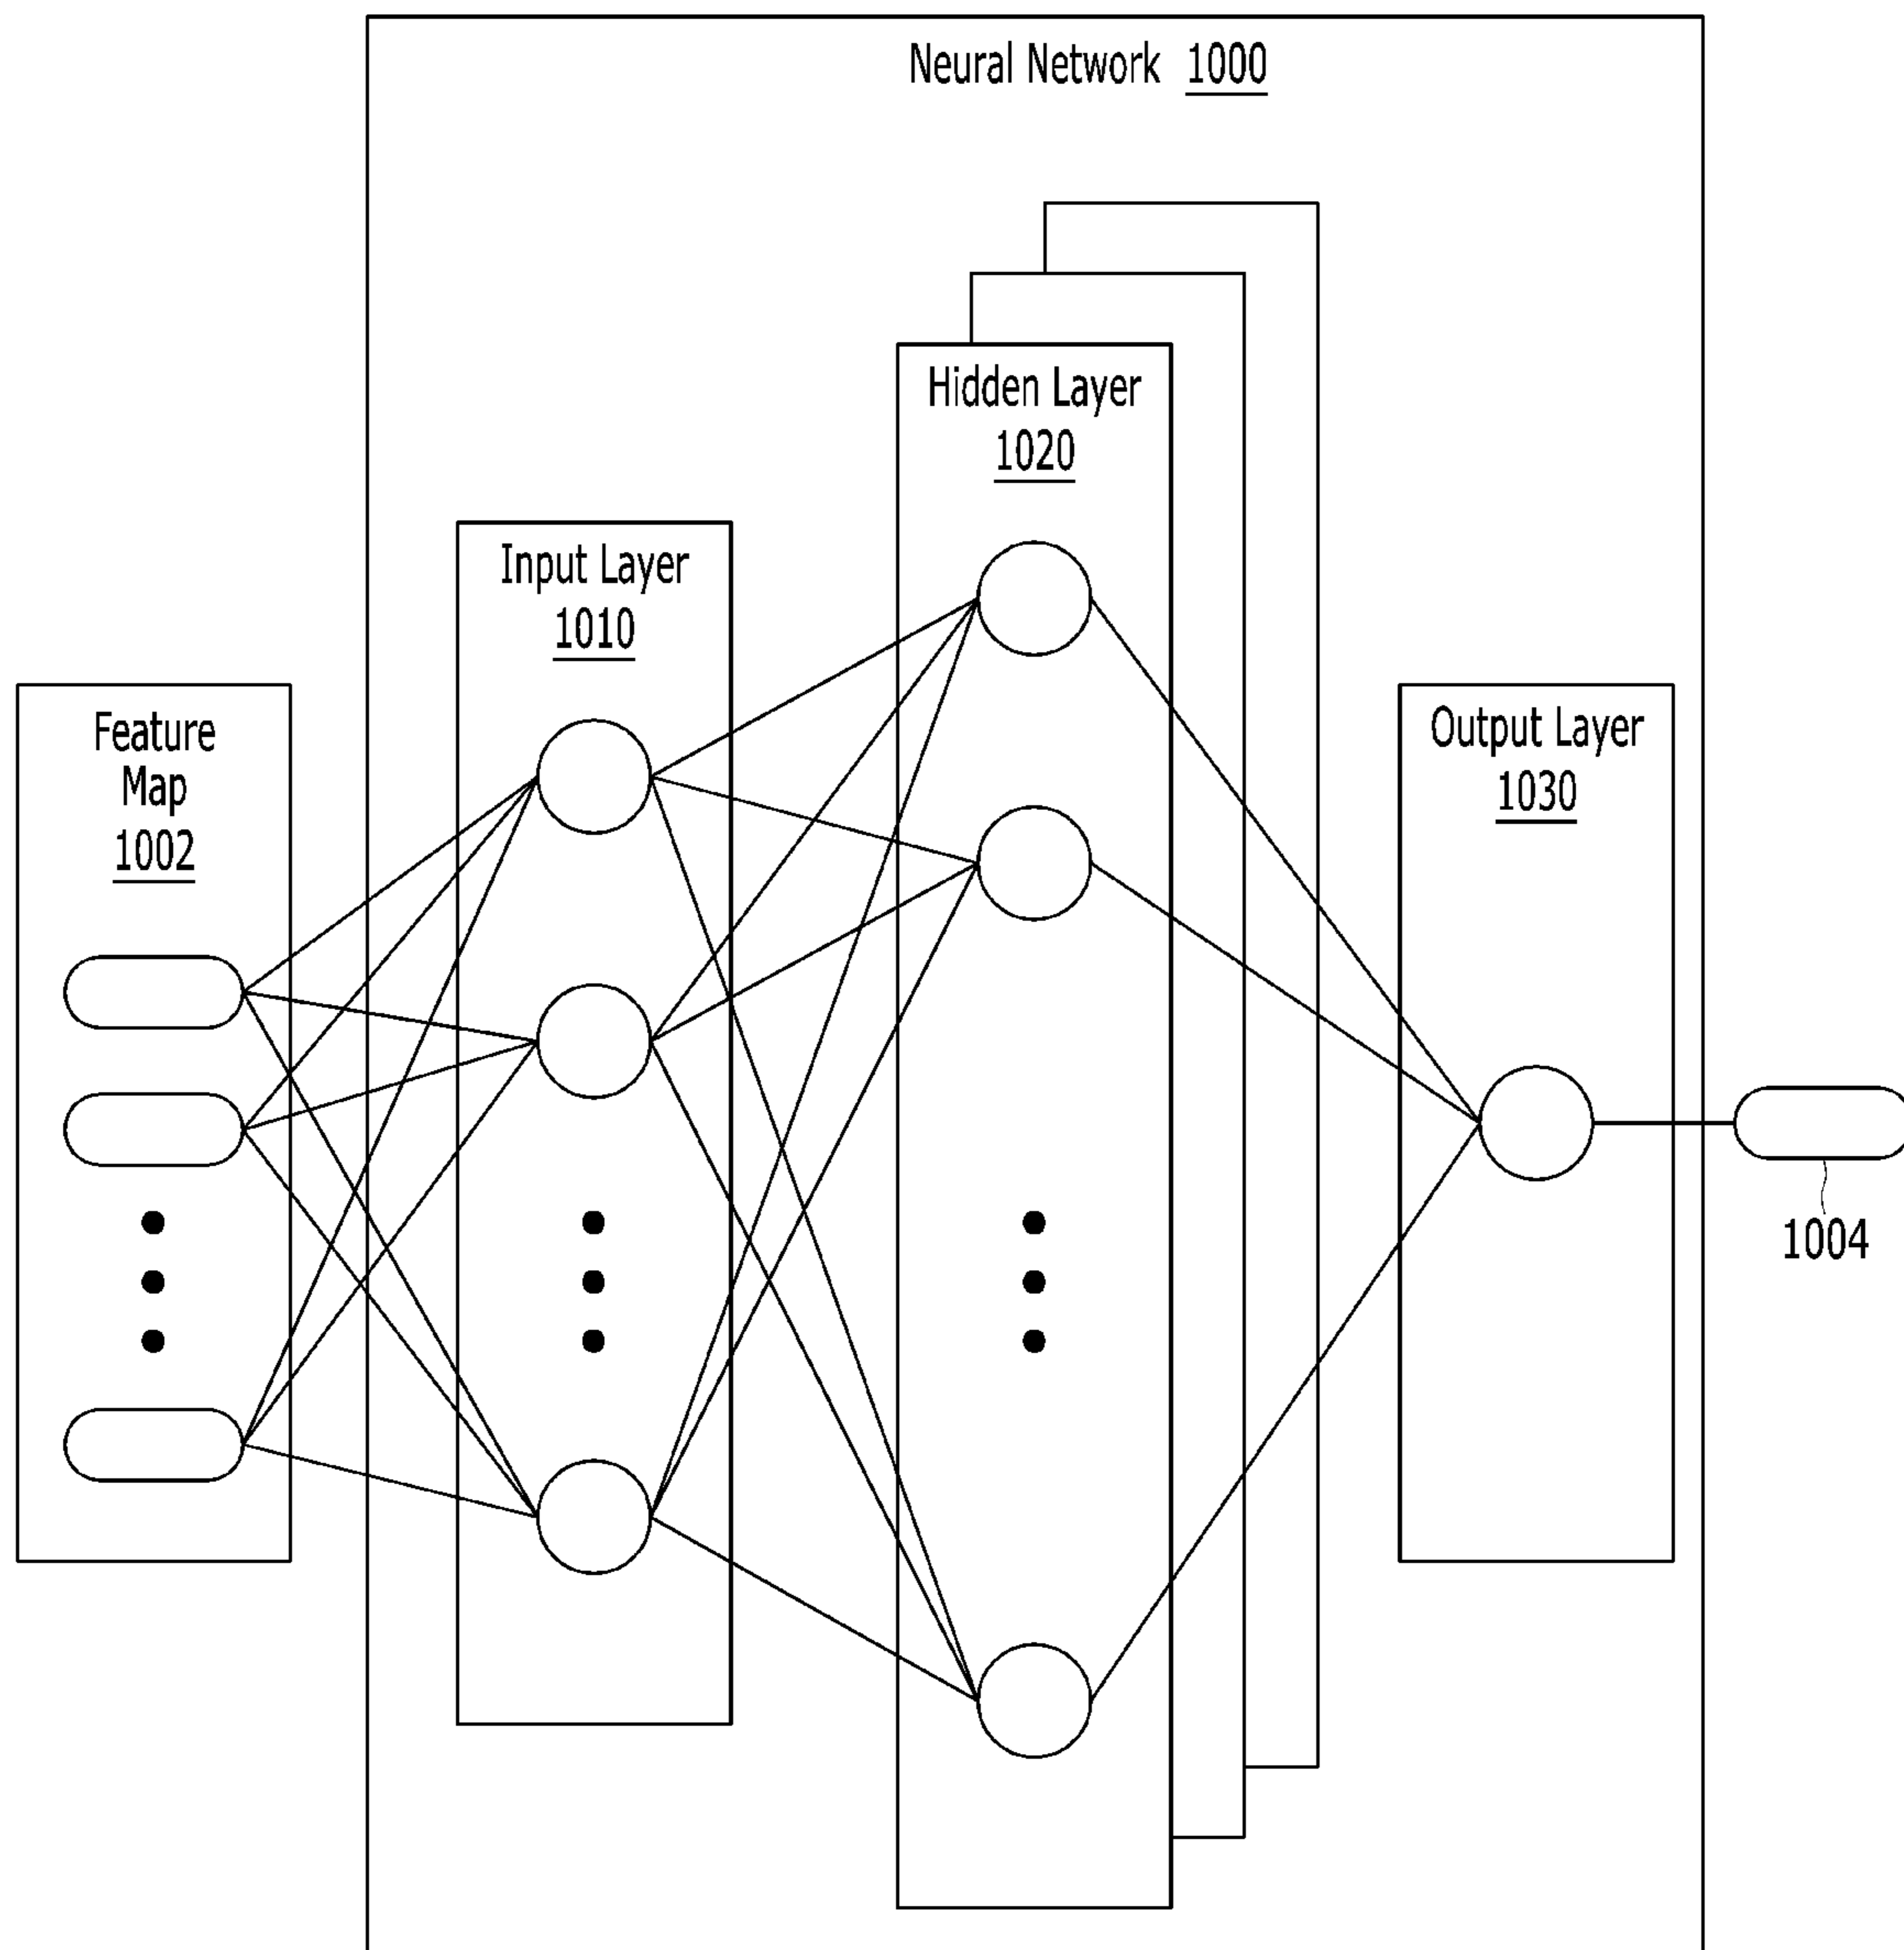 Neural Network 1000
Hidden Layer
1020
Input Layer
1010
Feature
Map
1002
Output Layer
1030
1004